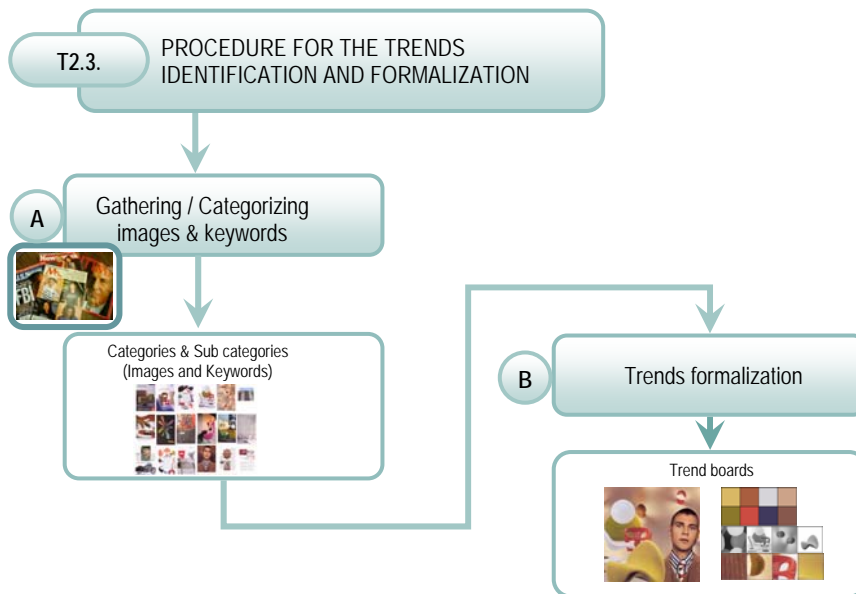 T2.3.
PROCEDURE FOR THE TRENDS
IDENTIFICATION AND FORMALIZATION
A
Gathering / Categorizing
images & keywords
FBI
Categories & Sub categories
(Images and Keywords)
B
Trends formalization
Trend boards